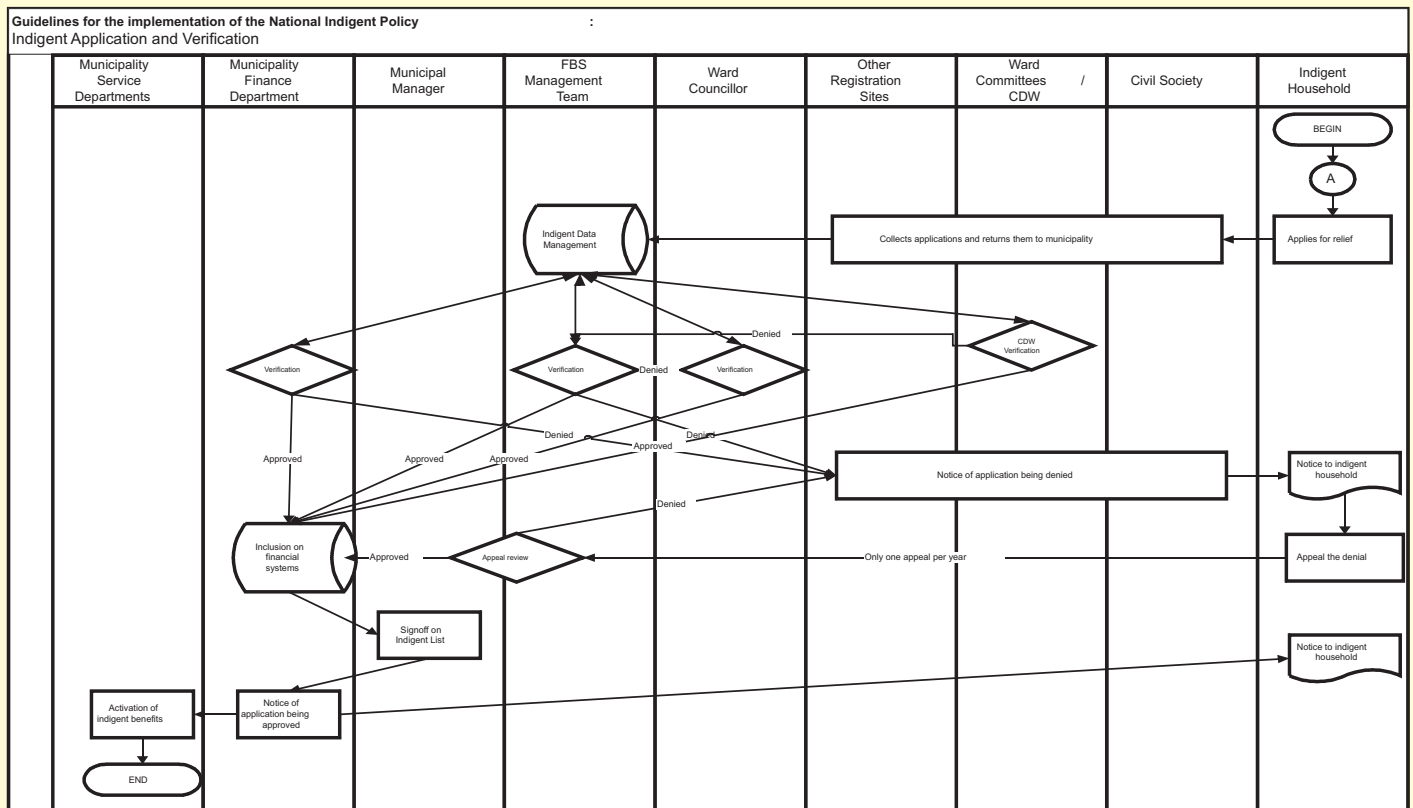 Guidelines for the implementation of the National Indigent Policy :
Indigent Application and Verification
Municipality
Service
Departments
Municipality
Finance
Department
Municipal
Manager
FBS
Management
Team
Ward
Councillor
Other
Registration
Sites
Ward
Committees /
CDW
Civil Society
Indigent
Household
BEGIN
A
Applies for relief
Collects applications and returns them to municipality
Indigent Data
Management
Denied
CDW
Verification
Verification
Verification
Denied
Verification
Denied
Denied
Approved
Approved
Approved
Approved
Notice of application being denied
Notice to indigent
household
Denied
Inclusion on
financial
systems
Approved
Appeal review
Only one appeal per year
Appeal the denial
Signoff on
Indigent List
Notice to indigent
household
Activation of
indigent benefits
Notice of
application being
approved
END